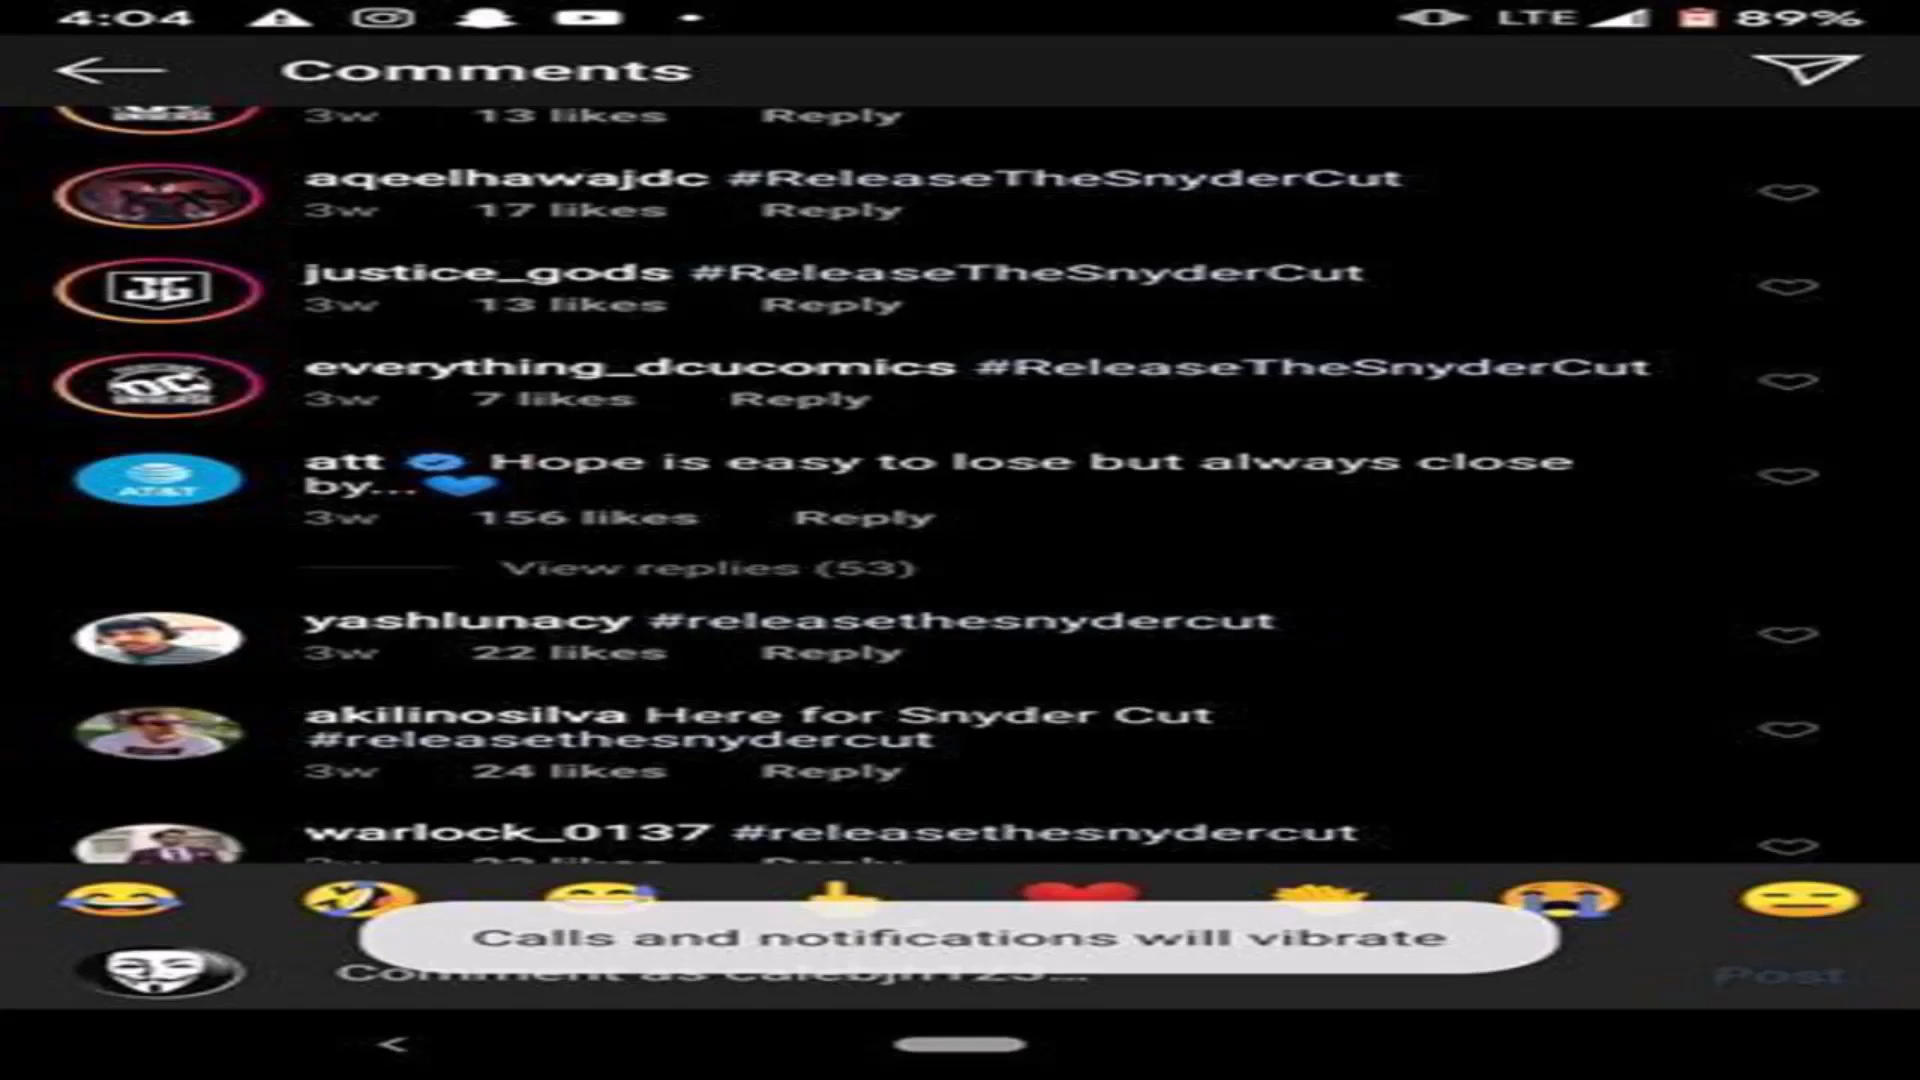 4:04 LTE 89%
Comments
3w 13 likes Reply
aqeelhawajdc #ReleaseTheSnyderCut
3w 17 likes Reply
justice_gods #ReleaseTheSnyderCut
3w 13 likes Reply
everything_dcucomics #ReleaseTheSnyderCut
3w 7 likes Reply
att Hope is easy to lose but always close
by...💙
AT&T
3w 156 likes Reply
View replies (53)
yashlunacy #releasethesnydercut
3w 22 likes Reply
akilinosilva Here for Snyder Cut
#releasethesnydercut
3w 24 likes Reply
warlock_0137 #releasethesnydercut
Calls and notifications will vibrate
Comment as
Post